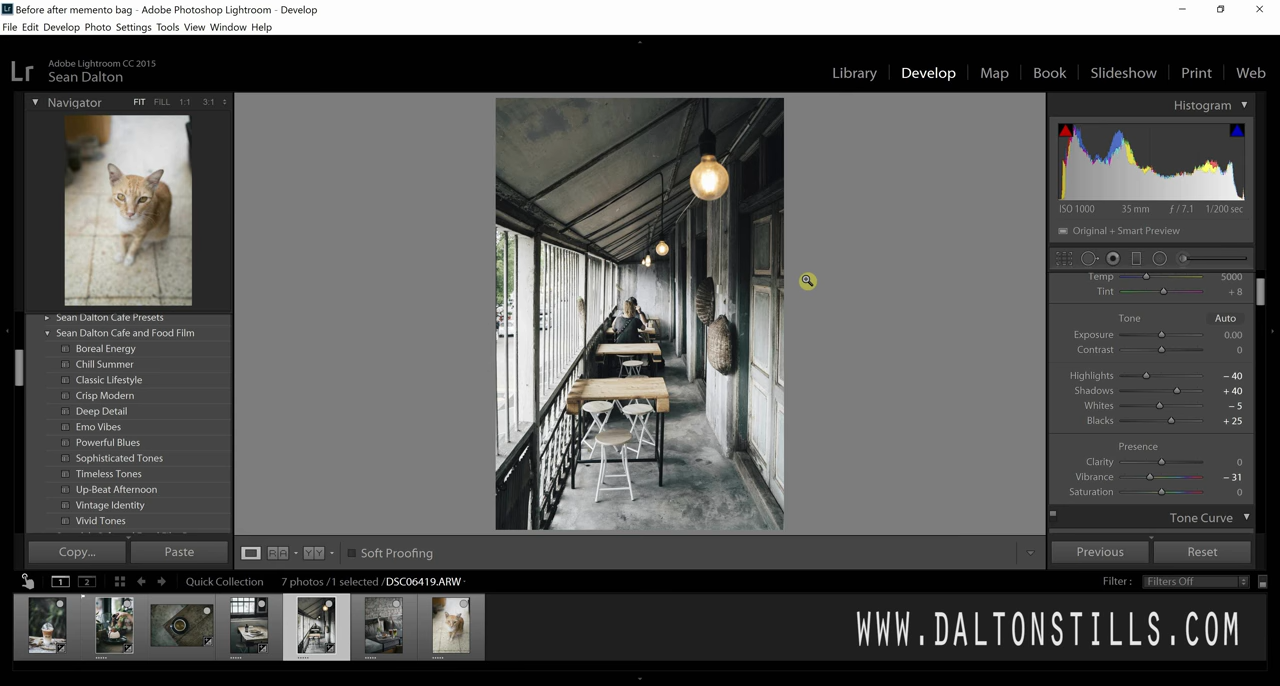 Before after memento bag - Adobe Photoshop Lightroom - Develop
File Edit Develop Photo Settings Tools View Window Help
Lr
Adobe Lightroom CC 2015
Sean Dalton
Library
Develop
Map
Book
Slideshow
Print
Web
Navigator
FIT FILL 1:1 3:1
Sean Dalton Cafe Presets
Sean Dalton Cafe and Food Film
Boreal Energy
Chill Summer
Classic Lifestyle
Crisp Modern
Deep Detail
Emo Vibes
Powerful Blues
Sophisticated Tones
Timeless Tones
Up-Beat Afternoon
Vintage Identity
Vivid Tones
Copy...
Paste
Histogram
ISO 1000 35 mm ƒ / 7.1 1/200 sec
Original + Smart Preview
Temp 5000
Tint + 8
Tone Auto
Exposure 0.00
Contrast 0
Highlights − 40
Shadows + 40
Whites − 5
Blacks + 25
Presence
Clarity 0
Vibrance − 31
Saturation 0
Tone Curve
Previous
Reset
RA YY Soft Proofing
1 2 Quick Collection 7 photos / 1 selected / DSC06419.ARW
Filter : Filters Off
WWW.DALTONSTILLS.COM